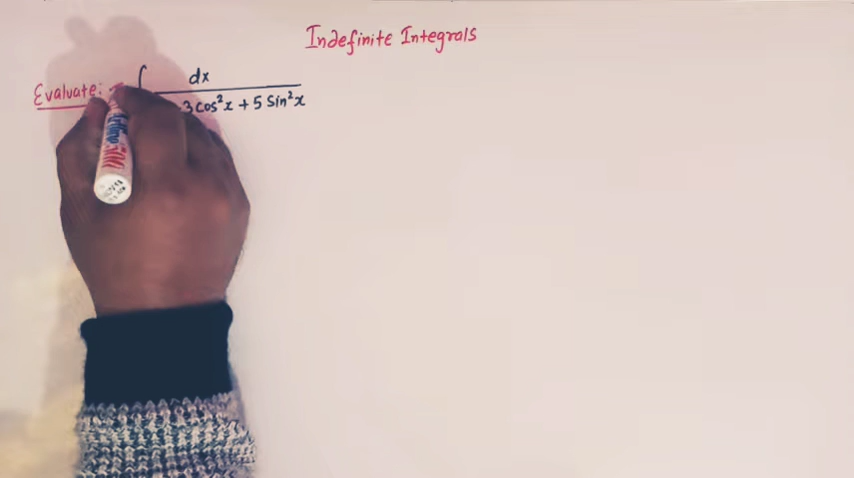 Indefinite Integrals
Evaluate: ∫ dx
3 cos²x + 5 Sin²x